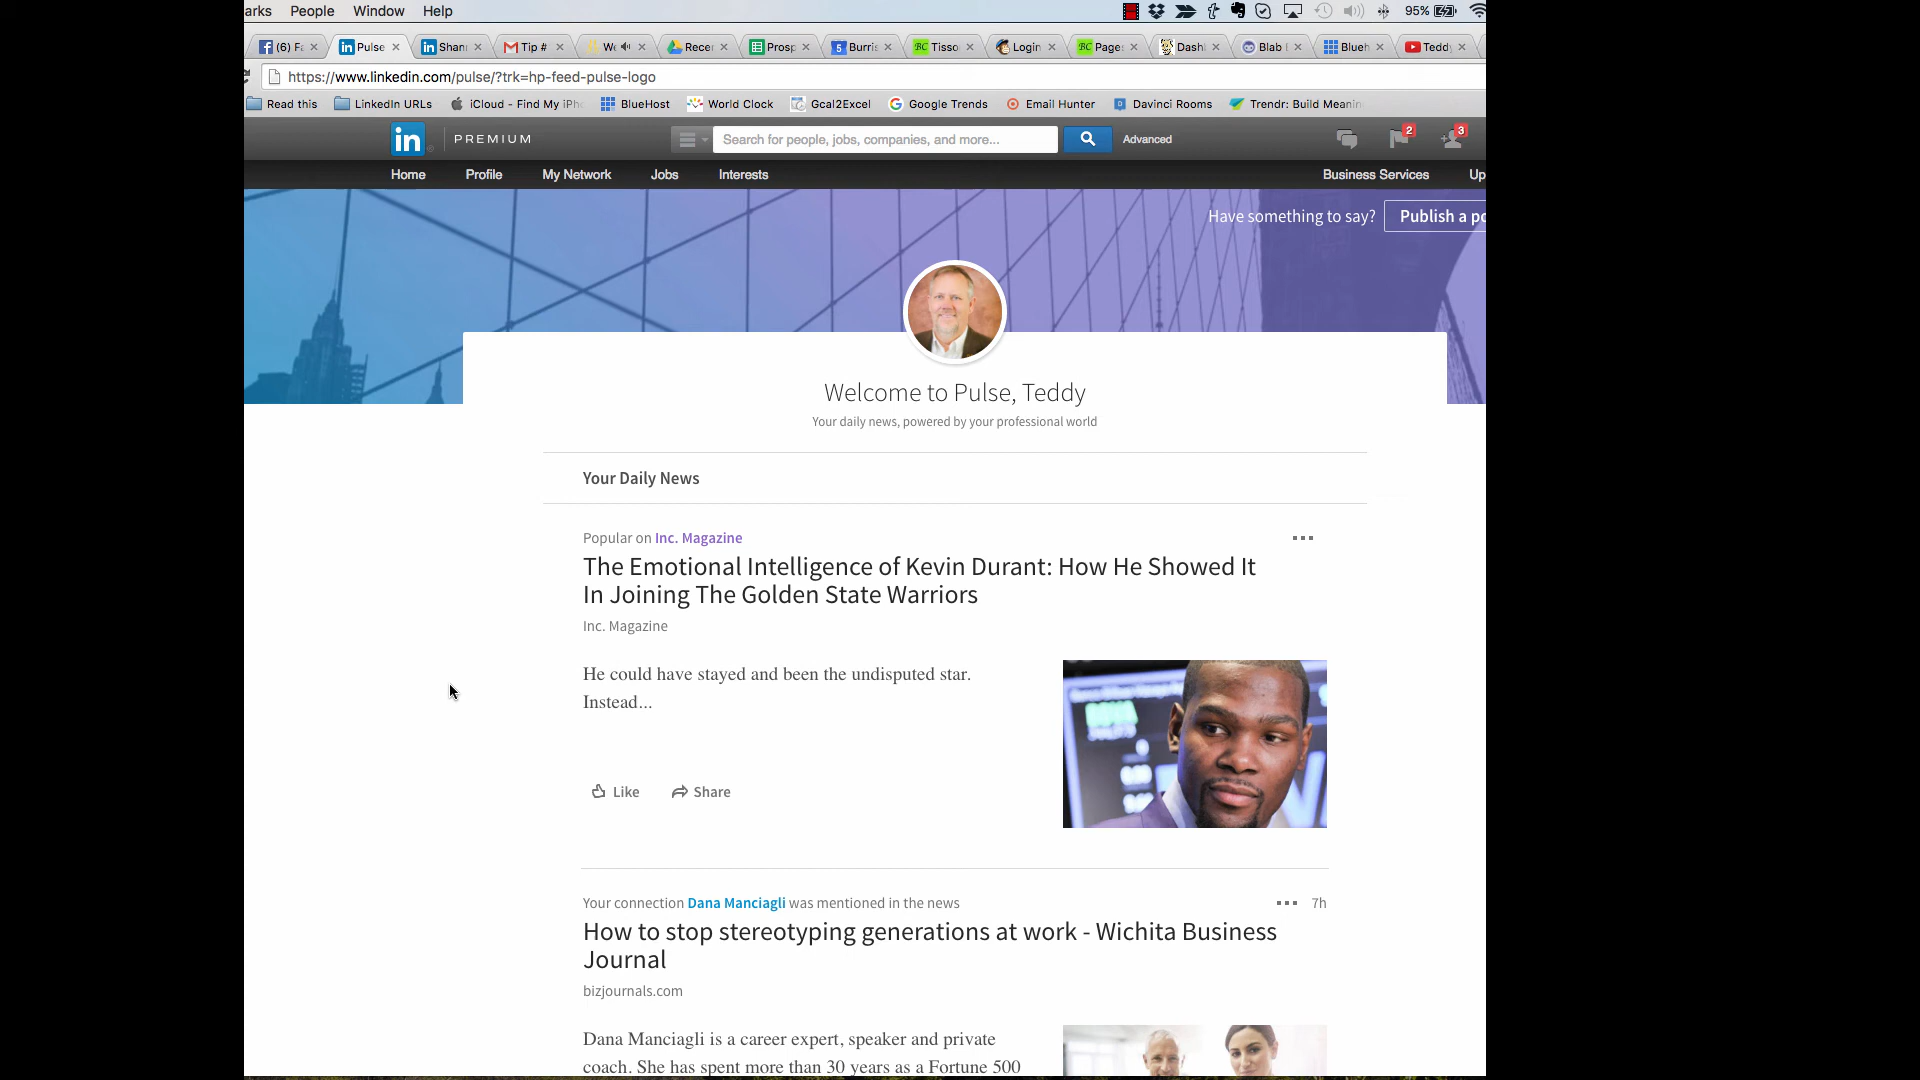 arks People Window Help 95%
(6) Fa Pulse Shan Tip # We Recen Prosp Burris Tisso Login Pages Dash Blab Blueh Teddy
https://www.linkedin.com/pulse/?trk=hp-feed-pulse-logo
Read this LinkedIn URLs iCloud - Find My iPh BlueHost World Clock Gcal2Excel Google Trends Email Hunter Davinci Rooms Trendr: Build Meanin
in PREMIUM Search for people, jobs, companies, and more... Advanced 2 3
Home Profile My Network Jobs Interests Business Services Up
Have something to say? Publish a po
Welcome to Pulse, Teddy
Your daily news, powered by your professional world
Your Daily News
Popular on Inc. Magazine
The Emotional Intelligence of Kevin Durant: How He Showed It
In Joining The Golden State Warriors
Inc. Magazine
He could have stayed and been the undisputed star.
Instead...
Like Share
Your connection Dana Manciagli was mentioned in the news 7h
How to stop stereotyping generations at work - Wichita Business
Journal
bizjournals.com
Dana Manciagli is a career expert, speaker and private
coach. She has spent more than 30 years as a Fortune 500